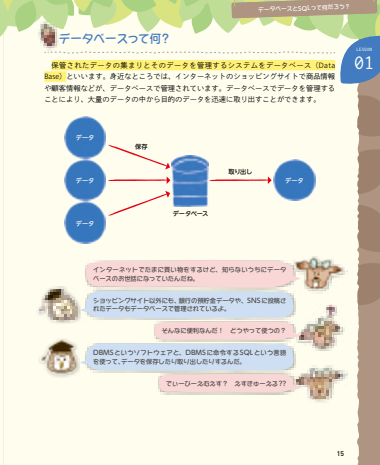 データベースとSQLって何だろう？
データベースって何？
LESSON
01
保管されたデータの集まりとそのデータを管理するシステムをデータベース（Data
Base）といいます。身近なところでは、インターネットのショッピングサイトで商品情報
や顧客情報などが、データベースで管理されています。データベースでデータを管理する
ことにより、大量のデータの中から目的のデータを迅速に取り出すことができます。
データ
保存
データ
取り出し
データ
データ
データベース
インターネットでたまに買い物をするけど、知らないうちにデータ
ベースのお世話になっていたんだね。
ショッピングサイト以外にも、銀行の預貯金データや、SNSに投稿さ
れたデータもデータベースで管理されているよ。
そんなに便利なんだ！　どうやって使うの？
DBMSというソフトウェアと、DBMSに命令するSQLという言語
を使って、データを保存したり取り出したりするんだ。
でぃーびーえむえす？　えすきゅーえる??
15